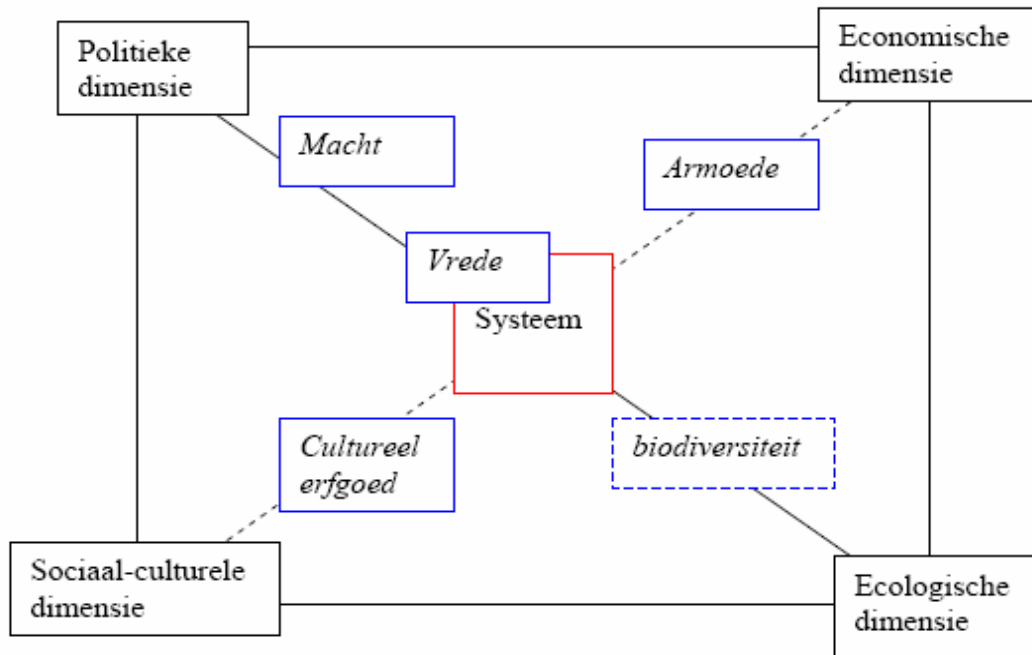 Politieke
dimensie
Economische
dimensie
Macht
Armoede
Vrede
Systeem
Cultureel
erfgoed
biodiversiteit
Sociaal-culturele
dimensie
Ecologische
dimensie